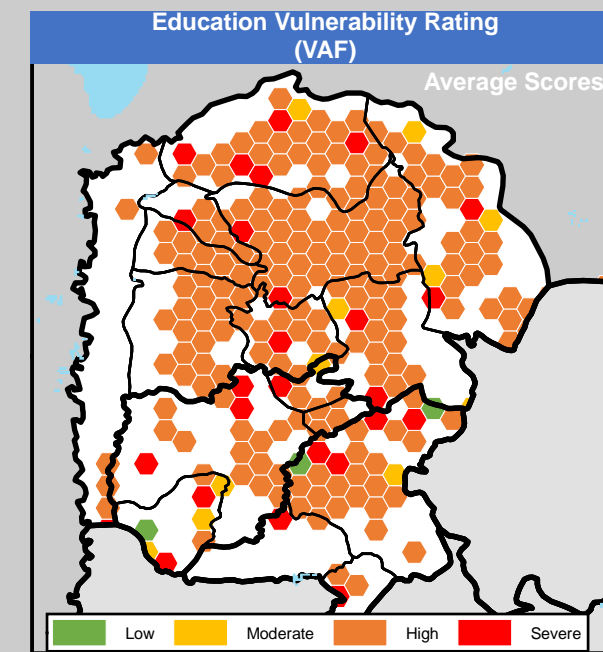 Education Vulnerability Rating
(VAF)
Average Scores
Low Moderate High Severe